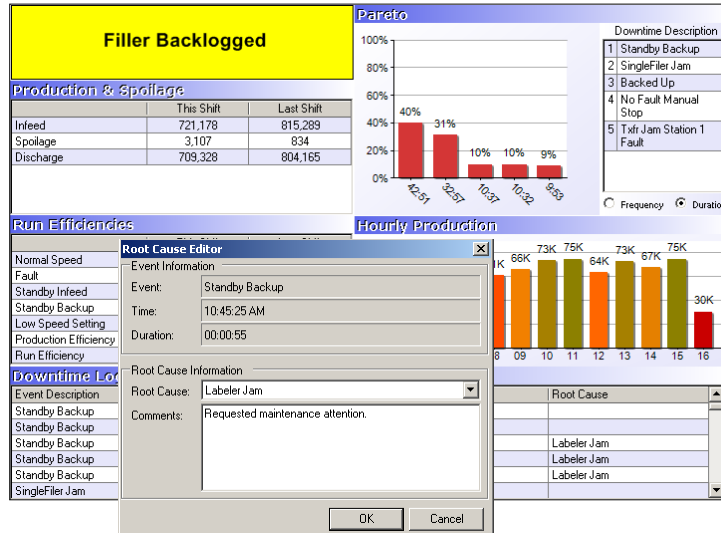 Filler Backlogged
Production & Spoilage
This Shift Last Shift
Infeed 721,178 815,289
Spoilage 3,107 834
Discharge 709,328 804,165
Pareto
100%
80%
60%
40%
20%
0%
40% 31% 10% 10% 9%
42:51 32:57 10:37 10:32 9:53
Downtime Description
1 Standby Backup
2 SingleFiler Jam
3 Backed Up
4 No Fault Manual
Stop
5 Txfr Jam Station 1
Fault
Frequency Duratio
Run Efficiencies
Normal Speed
Fault
Standby Infeed
Standby Backup
Low Speed Setting
Production Efficiency
Run Efficiency
Hourly Production
1K 66K 73K 75K 64K 73K 67K 75K 30K
8 09 10 11 12 13 14 15 16
Root Cause Editor
Event Information
Event: Standby Backup
Time: 10:45:25 AM
Duration: 00:00:55
Root Cause Information
Root Cause: Labeler Jam
Comments: Requested maintenance attention.
OK Cancel
Downtime Lo
Event Description Root Cause
Standby Backup
Standby Backup
Standby Backup Labeler Jam
Standby Backup Labeler Jam
Standby Backup Labeler Jam
SingleFiler Jam